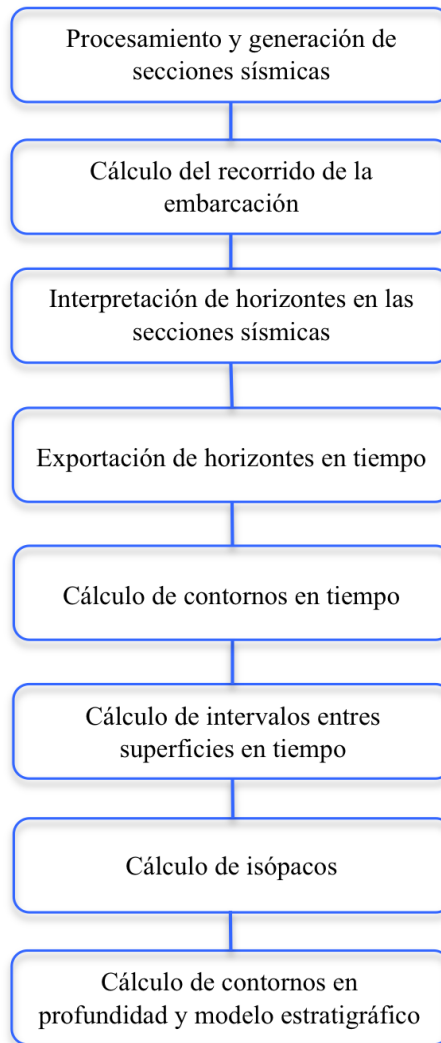 Procesamiento y generación de
secciones sísmicas
Cálculo del recorrido de la
embarcación
Interpretación de horizontes en las
secciones sísmicas
Exportación de horizontes en tiempo
Cálculo de contornos en tiempo
Cálculo de intervalos entres
superficies en tiempo
Cálculo de isópacos
Cálculo de contornos en
profundidad y modelo estratigráfico